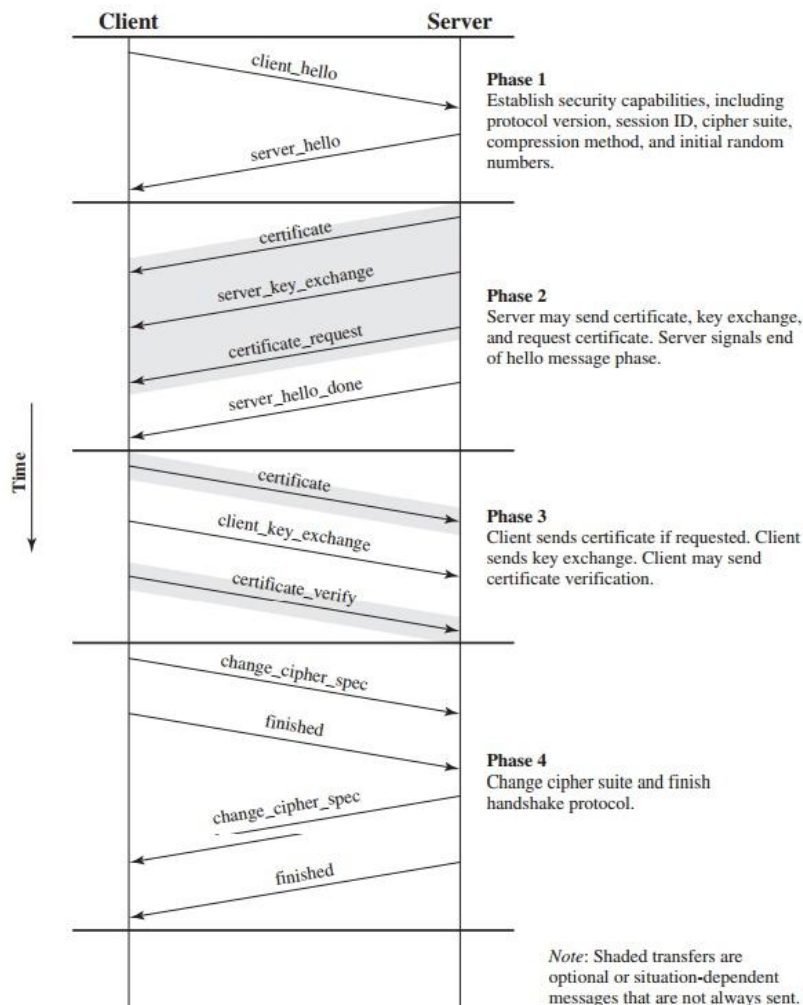 Client
Server
client_hello
server_hello
Phase 1
Establish security capabilities, including
protocol version, session ID, cipher suite,
compression method, and initial random
numbers.
certificate
server_key_exchange
certificate_request
server_hello_done
Phase 2
Server may send certificate, key exchange,
and request certificate. Server signals end
of hello message phase.
Time
certificate
client_key_exchange
certificate_verify
Phase 3
Client sends certificate if requested. Client
sends key exchange. Client may send
certificate verification.
change_cipher_spec
finished
change_cipher_spec
finished
Phase 4
Change cipher suite and finish
handshake protocol.
Note: Shaded transfers are
optional or situation-dependent
messages that are not always sent.